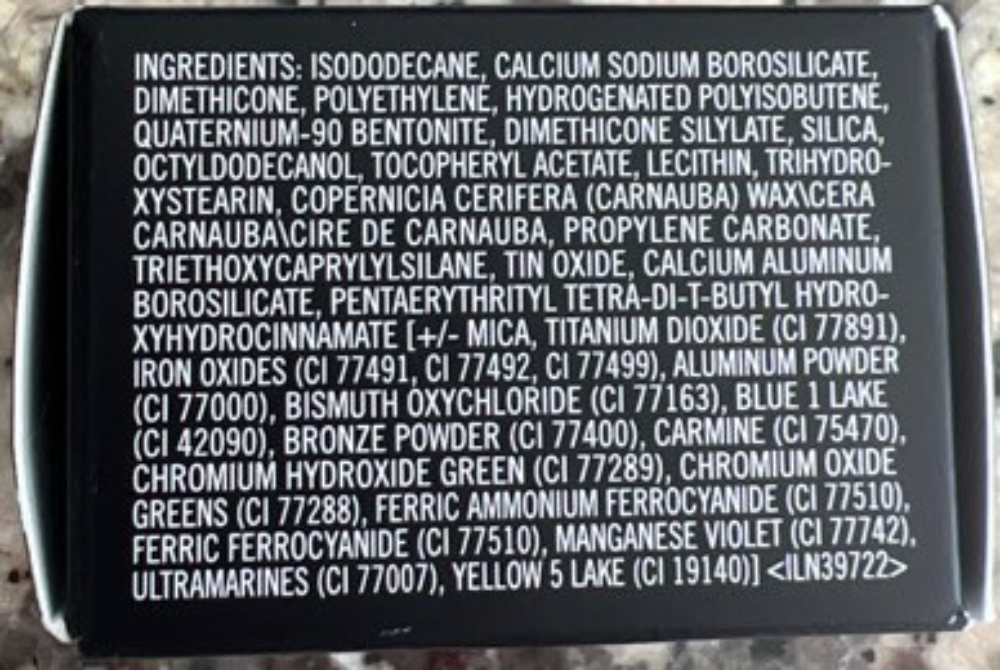 INGREDIENTS: ISODODECANE, CALCIUM SODIUM BOROSILICATE,
DIMETHICONE, POLYETHYLENE, HYDROGENATED POLYISOBUTENE,
QUATERNIUM-90 BENTONITE, DIMETHICONE SILYLATE, SILICA,
OCTYLDODECANOL, TOCOPHERYL ACETATE, LECITHIN, TRIHYDRO-
XYSTEARIN, COPERNICIA CERIFERA (CARNAUBA) WAX\CERA
CARNAUBA\CIRE DE CARNAUBA, PROPYLENE CARBONATE,
TRIETHOXYCAPRYLYLSILANE, TIN OXIDE, CALCIUM ALUMINUM
BOROSILICATE, PENTAERYTHRITYL TETRA-DI-T-BUTYL HYDRO-
XYHYDROCINNAMATE [+/- MICA, TITANIUM DIOXIDE (CI 77891),
IRON OXIDES (CI 77491, CI 77492, CI 77499), ALUMINUM POWDER
(CI 77000), BISMUTH OXYCHLORIDE (CI 77163), BLUE 1 LAKE
(CI 42090), BRONZE POWDER (CI 77400), CARMINE (CI 75470),
CHROMIUM HYDROXIDE GREEN (CI 77289), CHROMIUM OXIDE
GREENS (CI 77288), FERRIC AMMONIUM FERROCYANIDE (CI 77510),
FERRIC FERROCYANIDE (CI 77510), MANGANESE VIOLET (CI 77742),
ULTRAMARINES (CI 77007), YELLOW 5 LAKE (CI 19140)] <ILN39722>